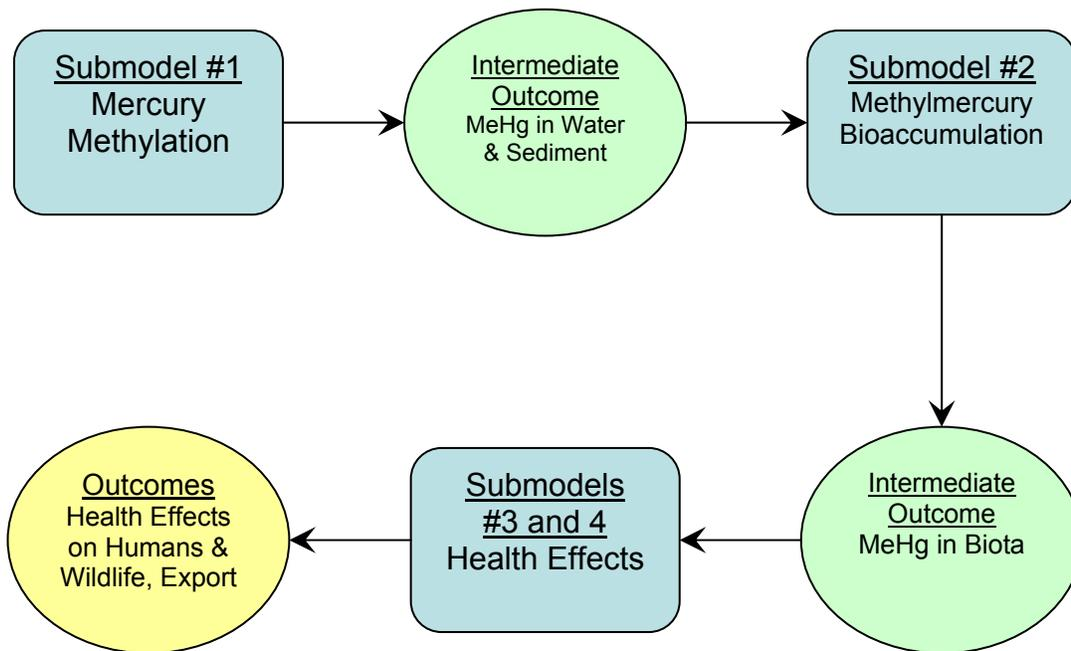 Submodel #1
Mercury
Methylation
Intermediate
Outcome
MeHg in Water
& Sediment
Submodel #2
Methylmercury
Bioaccumulation
Intermediate
Outcome
MeHg in Biota
Submodels
#3 and 4
Health Effects
Outcomes
Health Effects
on Humans &
Wildlife, Export